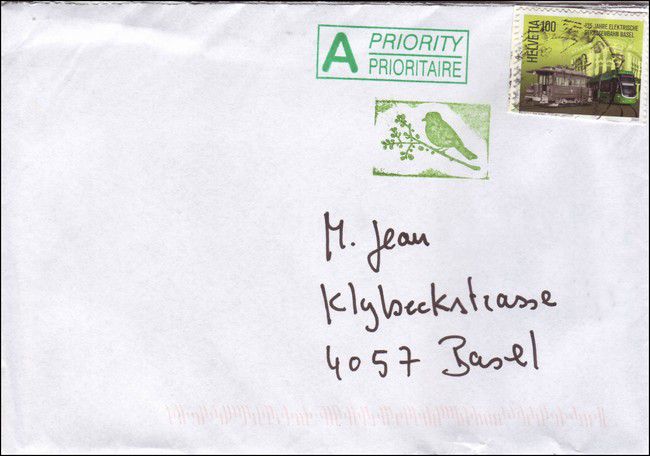 A PRIORITY
PRIORITAIRE
HELVETIA 100
125 JAHRE ELEKTRISCHE
STRASSENBAHN BASEL
M. Jean
Klybeckstrasse
4057 Basel